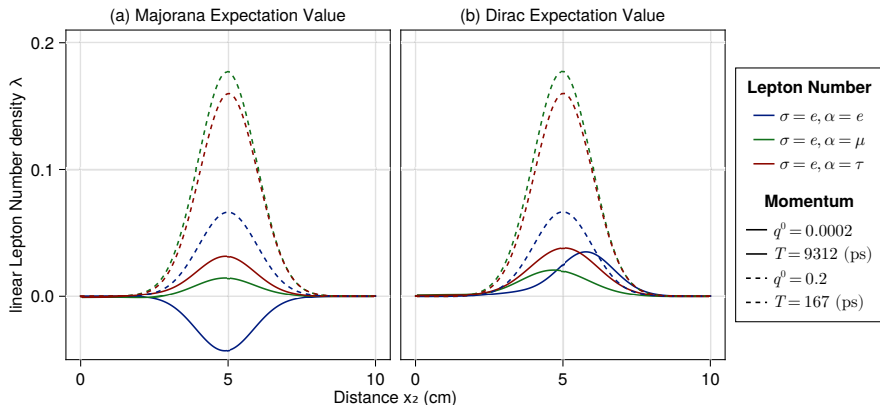 (a) Majorana Expectation Value
(b) Dirac Expectation Value
linear Lepton Number density λ
0.2
0.1
0.0
0
5
10
0
5
10
Distance x₂ (cm)
Lepton Number
σ = e, α = e
σ = e, α = μ
σ = e, α = τ
Momentum
q⁰ = 0.0002
T = 9312 (ps)
q⁰ = 0.2
T = 167 (ps)